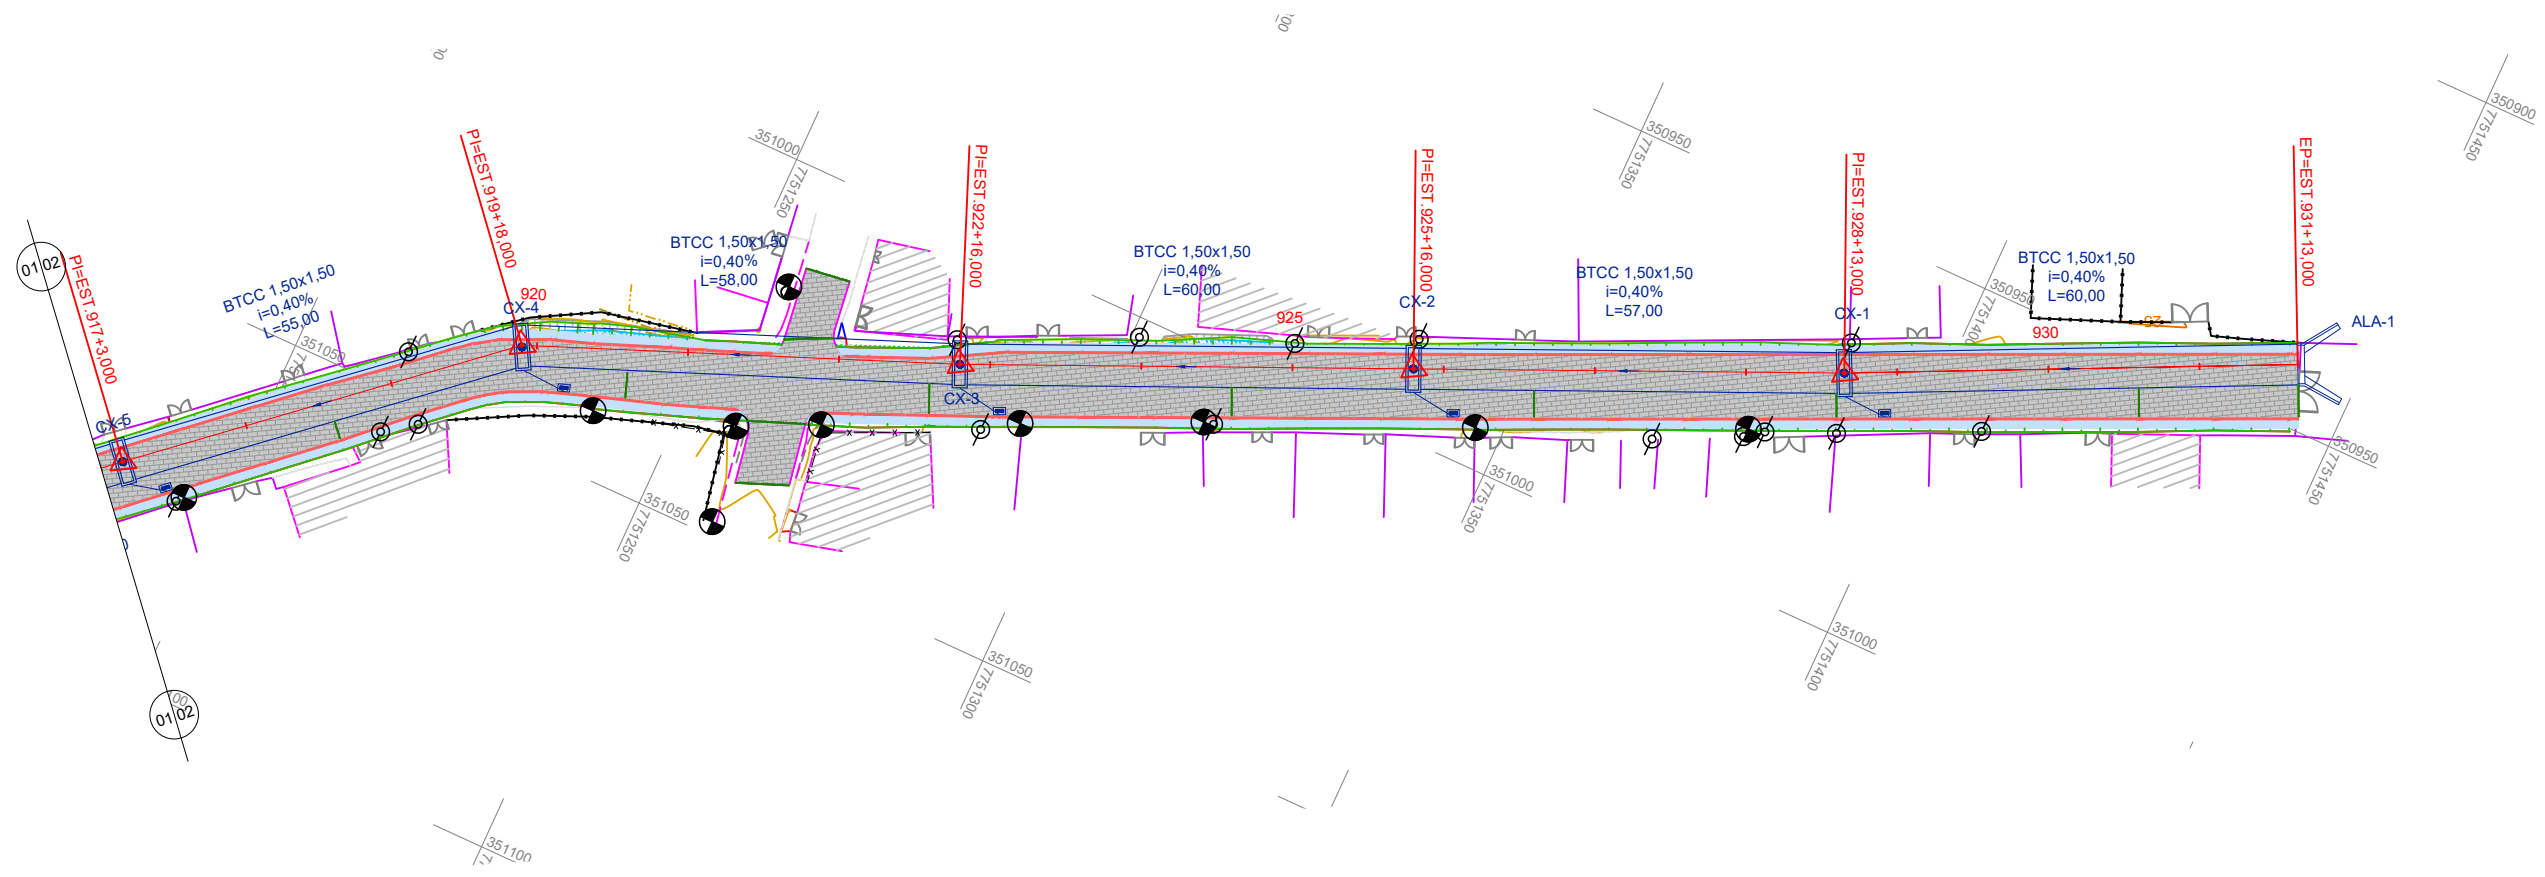 01 02
PI=EST.917+3,000
BTCC 1,50x1,50
i=0,40%
L=55,00
351050
CX-5
PI=EST.919+18,000
920
CX-4
BTCC 1,50x1,50
i=0,40%
L=58,00
351000
7751250
PI=EST.922+16,000
CX-3
BTCC 1,50x1,50
i=0,40%
L=60,00
925
PI=EST.925+16,000
CX-2
BTCC 1,50x1,50
i=0,40%
L=57,00
350950
7751350
PI=EST.928+13,000
CX-1
350950
7751400
BTCC 1,50x1,50
i=0,40%
L=60,00
930
EP=EST.931+13,000
ALA-1
350900
7751450
351050
7751250
351000
7751350
350950
7751450
01 02
351050
7751300
351000
7751400
351100